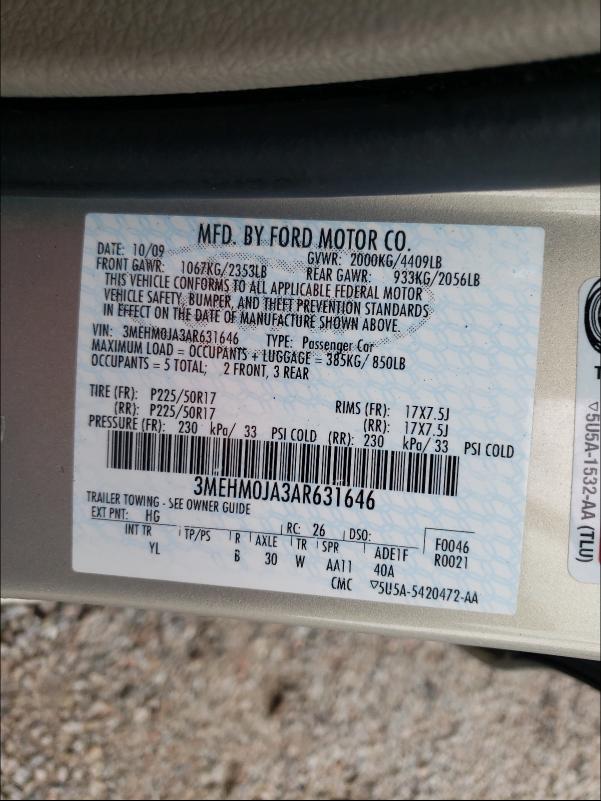 MFD. BY FORD MOTOR CO.
DATE: 10/09 GVWR: 2000KG/4409LB
FRONT GAWR: 1067KG/2353LB REAR GAWR: 933KG/2056LB
THIS VEHICLE CONFORMS TO ALL APPLICABLE FEDERAL MOTOR
VEHICLE SAFETY, BUMPER, AND THEFT PREVENTION STANDARDS
IN EFFECT ON THE DATE OF MANUFACTURE SHOWN ABOVE.
VIN: 3MEHM0JA3AR631646 TYPE: Passenger Car
MAXIMUM LOAD = OCCUPANTS + LUGGAGE = 385KG/ 850LB
OCCUPANTS = 5 TOTAL; 2 FRONT, 3 REAR
TIRE (FR): P225/50R17 RIMS (FR): 17X7.5J
(RR): P225/50R17 (RR): 17X7.5J
PRESSURE (FR): 230 kPa/ 33 PSI COLD (RR): 230 kPa/ 33 PSI COLD
3MEHM0JA3AR631646
TRAILER TOWING - SEE OWNER GUIDE
EXT PNT: HG RC: 26 DSO: F0046
INT TR TP/PS R AXLE TR SPR ADE1F R0021
YL B 30 W AA11 40A
CMC ▽5U5A-5420472-AA
▽5U5A-1532-AA (TLU)